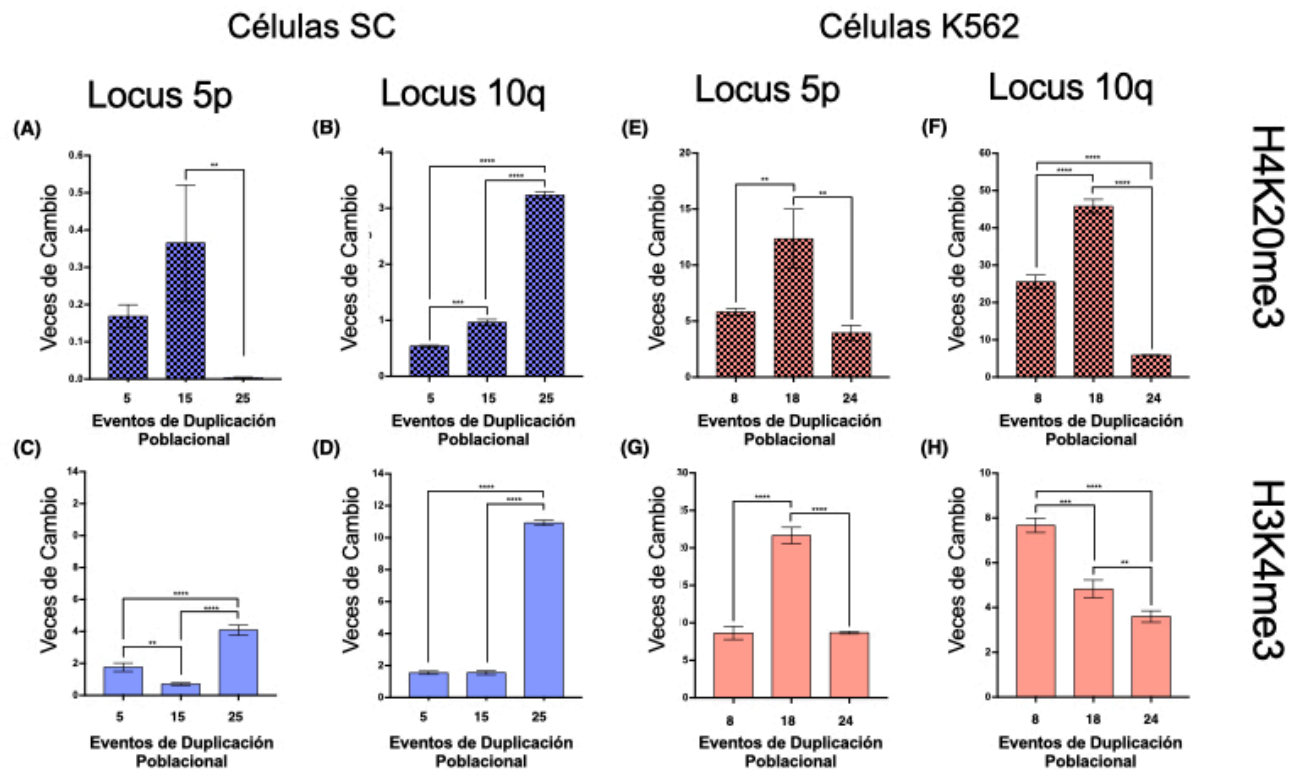 Células SC
Células K562
Locus 5p
Locus 10q
Locus 5p
Locus 10q
H4K20me3
(A)
Veces de Cambio
0.6
0.5
0.4
0.3
0.2
0.1
0.0
**
5 15 25
Eventos de Duplicación
Poblacional
(B)
Veces de Cambio
4
3
2
1
0
****
****
***
5 15 25
Eventos de Duplicación
Poblacional
(E)
Veces de Cambio
20
15
10
5
0
**
**
8 18 24
Eventos de Duplicación
Poblacional
(F)
Veces de Cambio
60
50
40
30
20
10
0
****
****
****
8 18 24
Eventos de Duplicación
Poblacional
H3K4me3
(C)
Veces de Cambio
14
2
0
8
6
4
2
0
****
****
**
5 15 25
Eventos de Duplicación
Poblacional
(D)
Veces de Cambio
14
12
10
8
6
4
2
0
****
****
5 15 25
Eventos de Duplicación
Poblacional
(G)
Veces de Cambio
30
25
20
15
10
5
0
****
****
8 18 24
Eventos de Duplicación
Poblacional
(H)
Veces de Cambio
10
8
6
4
2
0
****
***
**
8 18 24
Eventos de Duplicación
Poblacional